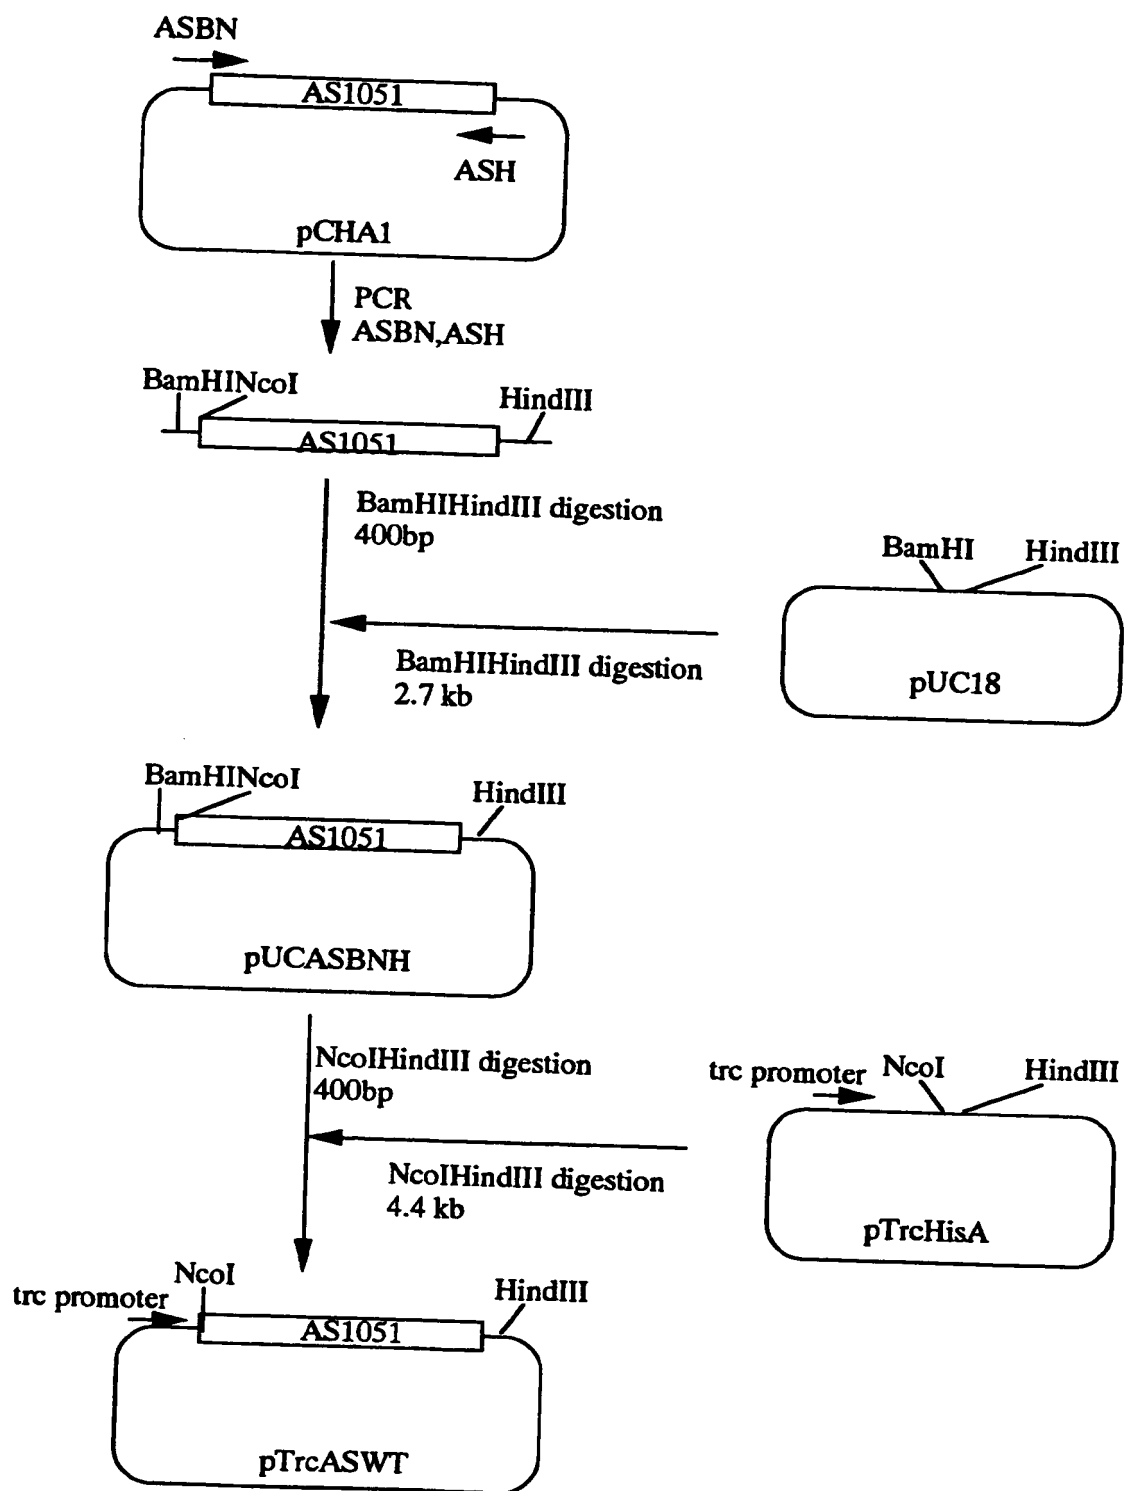 ASBN
AS1051
ASH
pCHA1
PCR
ASBN,ASH
BamHINcoI
HindIII
AS1051
BamHIHindIII digestion
400bp
BamHI
HindIII
BamHIHindIII digestion
2.7 kb
pUC18
BamHINcoI
HindIII
AS1051
pUCASBNH
NcoIHindIII digestion
400bp
trc promoter
NcoI
HindIII
NcoIHindIII digestion
4.4 kb
pTrcHisA
NcoI
trc promoter
HindIII
AS1051
pTrcASWT